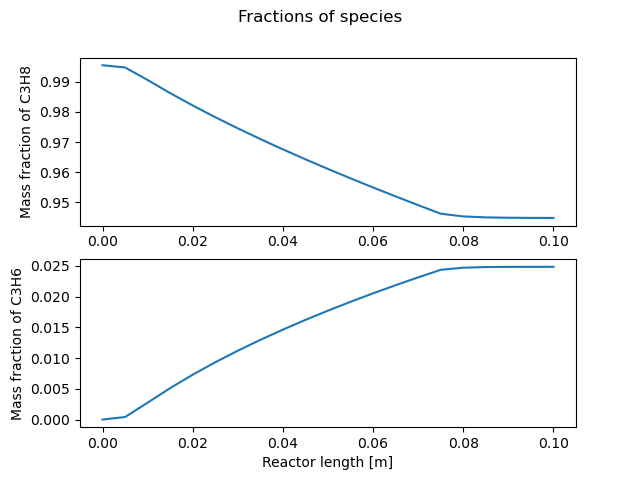 Fractions of species
Mass fraction of C3H8
0.99
0.98
0.97
0.96
0.95
0.00 0.02 0.04 0.06 0.08 0.10
Mass fraction of C3H6
0.025
0.020
0.015
0.010
0.005
0.000
0.00 0.02 0.04 0.06 0.08 0.10
Reactor length [m]